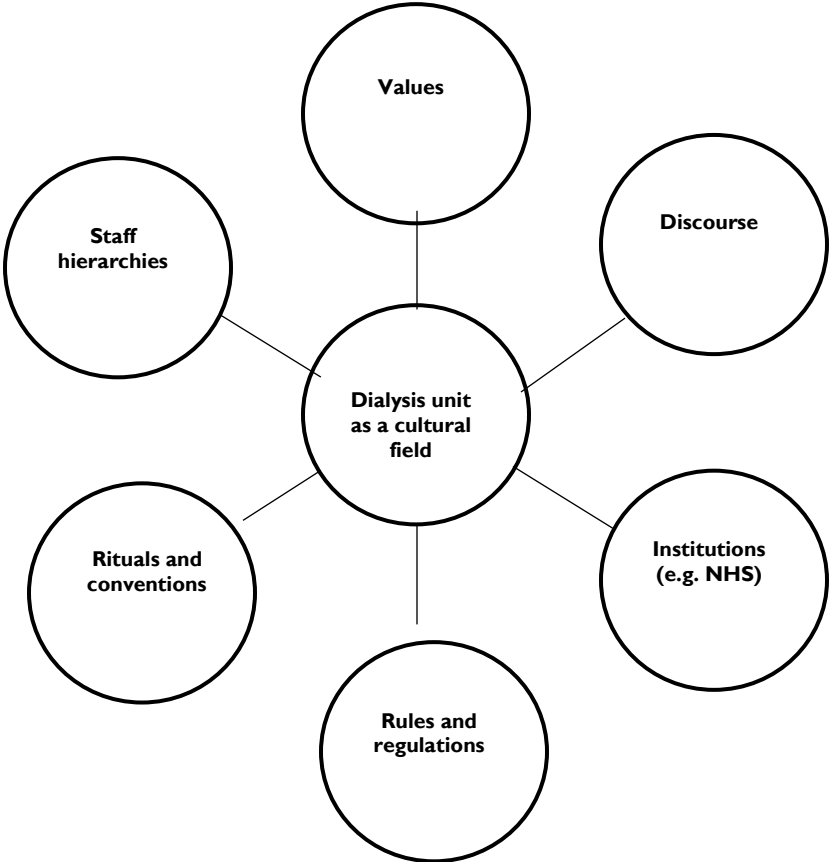 Values
Discourse
Staff
hierarchies
Dialysis unit
as a cultural
field
Institutions
(e.g. NHS)
Rituals and
conventions
Rules and
regulations